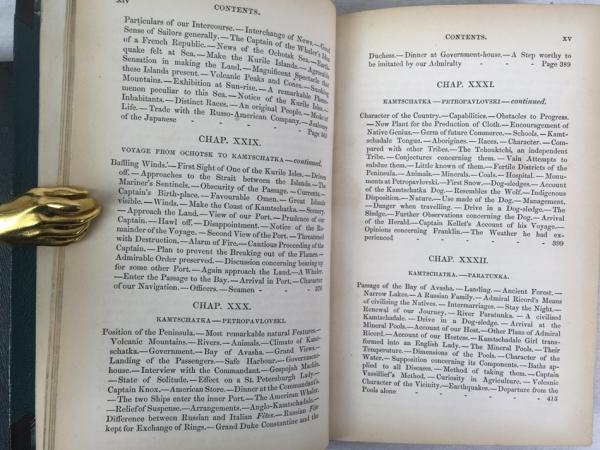 XIV
CONTENTS.
Particulars of our Intercourse.—Interchange of News.—Good
Sense of Sailors generally.—The Captain of the Whaler's Idea
of a French Republic.—News of the Ochotsk Sea.—Earth-
quake felt at Sea.—Make the Kurile Islands.—Agreeable
Sensation in making the Land.—Magnificent Spectacle that
those Islands present.—Volcanic Peaks and Cones.—Smoking
Mountains.—Exhibition at Sun-rise.—A remarkable Pheno-
menon peculiar to this Sea.—Notice of the Kurile Isles.—
Inhabitants.—Distinct Races.—An original People.—Mode of
Life.—Trade with the Russo-American Company.—Jealousy
of the Japanese - - - - Page 363
CHAP. XXIX.
VOYAGE FROM OCHOTSK TO KAMTSCHATKA—continued.
Baffling Winds.—First Sight of One of the Kurile Isles.—Driven
off.—Approaches to the Strait between the Islands.—The
Mariner's Sentinels.—Obscurity of the Passage.—Currents.—
Captain's Birth-place.—Favourable Omen.—Great Island
visible.—Winds.—Make the Coast of Kamtschatka.—Scenery.
—Approach the Land.—View of our Port.—Prudence of our
Captain.—Hawl off.—Disappointment.—Notice of the Re-
mainder of the Voyage.—Second View of the Port.—Threatened
with Destruction.—Alarm of Fire.—Cautious Proceeding of the
Captain.—Plan to prevent the Breaking out of the Flames.—
Admirable Order preserved.—Discussion concerning bearing up
for some other Port.—Again approach the Land.—A Whaler.
—Enter the Passage to the Bay.—Arrival in Port.—Character
of our Navigation.—Officers.—Seamen - - - 376
CHAP. XXX.
KAMTSCHATKA—PETROPAVLOVSKI.
Position of the Peninsula.—Most remarkable natural Features.—
Volcanic Mountains.—Rivers.—Animals.—Climate of Kamt-
schatka.—Government.—Bay of Avasha.—Grand Views.—
Landing of the Passengers.—Safe Harbour.—Government-
house.—Interview with the Commandant.—Gospojah Machin.
—State of Solitude.—Effect on a St. Petersburgh Lady.—
Captain Knox.—American Store.—Dinner at the Commandant's.
—The two Ships enter the inner Port.—The American Whaler.
—Relief of Suspense.—Arrangements.—Anglo-Kamtschadale.—
Difference between Russian and Italian Fêtes.—Russian Fête
kept for Exchange of Rings.—Grand Duke Constantine and the
CONTENTS.
XV
Duchess.—Dinner at Government-house.—A Step worthy to
be imitated by our Admiralty - - - Page 389
CHAP. XXXI.
KAMTSCHATKA—PETROPAVLOVSKI—continued.
Character of the Country.—Capabilities.—Obstacles to Progress.
—New Plant for the Production of Cloth.—Encouragement of
Native Genius.—Germ of future Commerce.—Schools.—Kamt-
schadale Tongue.—Aborigines.—Races.—Character.—Com-
pared with other Tribes.—The Tchouktchi, an independent
Tribe.—Conjectures concerning them.—Vain Attempts to
subdue them.—Little known of them.—Fertile Districts of the
Peninsula.—Animals.—Minerals.—Coals.—Hospital.—Monu-
ments at Petropavlovski.—First Snow.—Dog-sledges.—Account
of the Kamtschatka Dog.—Resembles the Wolf.—Indigenous
Disposition.—Nature.—Use made of the Dog.—Management.
—Danger when travelling.—Drive in a Dog-sledge.—The
Sledge.—Further Observations concerning the Dog.—Arrival
of the Herald.—Captain Kellet's Account of his Voyage.—
Opinions concerning Franklin.—The Weather he had ex-
perienced - - - - - 399
CHAP. XXXII.
KAMTSCHATKA.—PARATUNKA.
Passage of the Bay of Avasha.—Landing.—Ancient Forest.—
Narrow Lakes.—A Russian Family.—Admiral Ricord's Means
of civilising the Natives.—Intermarriages.—Stay the Night.—
Renewal of our Journey.—River Paratunka.—A civilised
Kamtschadale.—Drive in a Dog-sledge.—Arrival at the
Mineral Pools.—Account of our Host.—Other Plans of Admiral
Ricord.—Account of our Hostess.—Kamtschadale Girl trans-
formed into an English Lady.—The Mineral Pools.—Their
Temperature.—Dimensions of the Pools.—Character of the
Water.—Supposition concerning its Components.—Baths ap-
plied to all Diseases.—Method of taking them.—Captain
Vassilief's Method.—Curiosity in Agriculture.—Volcanic
Character of the Vicinity.—Earthquakes.—Departure from the
Pools alone - - - - - 415